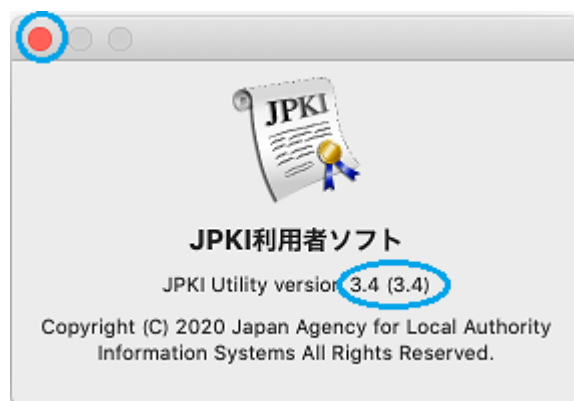 JPKI
JPKI利用者ソフト
JPKI Utility version 3.4 (3.4)
Copyright (C) 2020 Japan Agency for Local Authority
Information Systems All Rights Reserved.